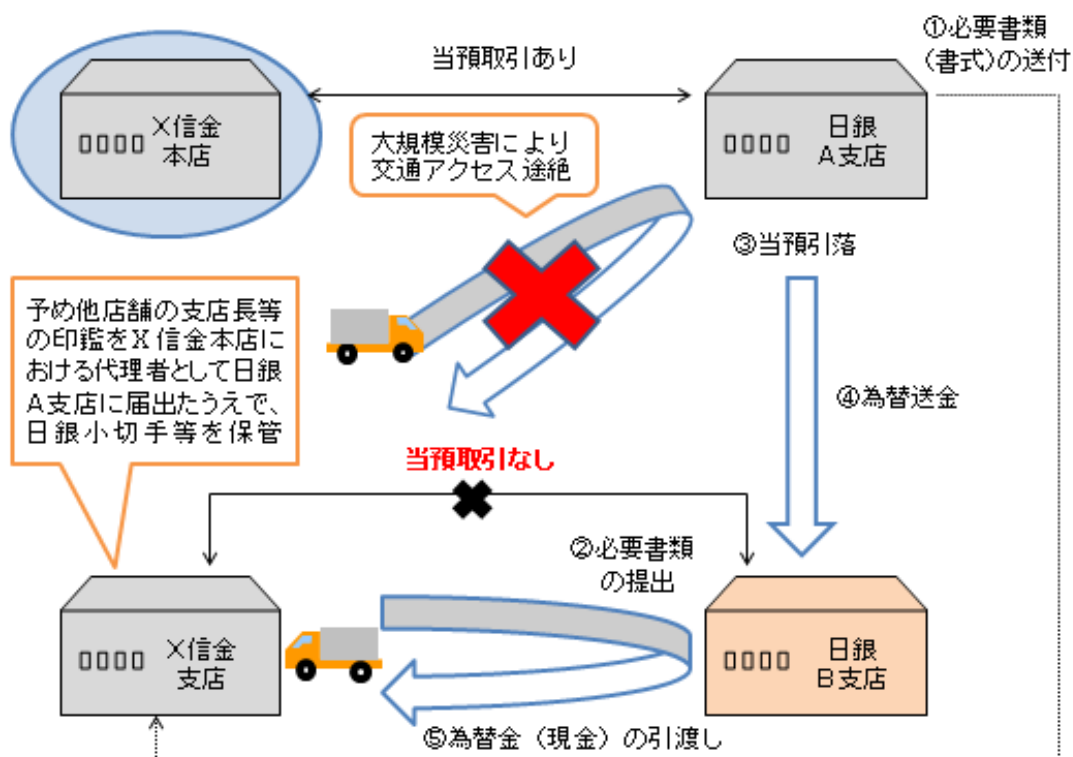 ①必要書類
(書式)の送付
当預取引あり
X信金
本店
日銀
A支店
大規模災害により
交通アクセス途絶
③当預引落
予め他店舗の支店長等
の印鑑をX信金本店に
おける代理者として日銀
A支店に届出たうえで、
日銀小切手等を保管
④為替送金
当預取引なし
②必要書類
の提出
X信金
支店
日銀
B支店
⑤為替金（現金）の引渡し